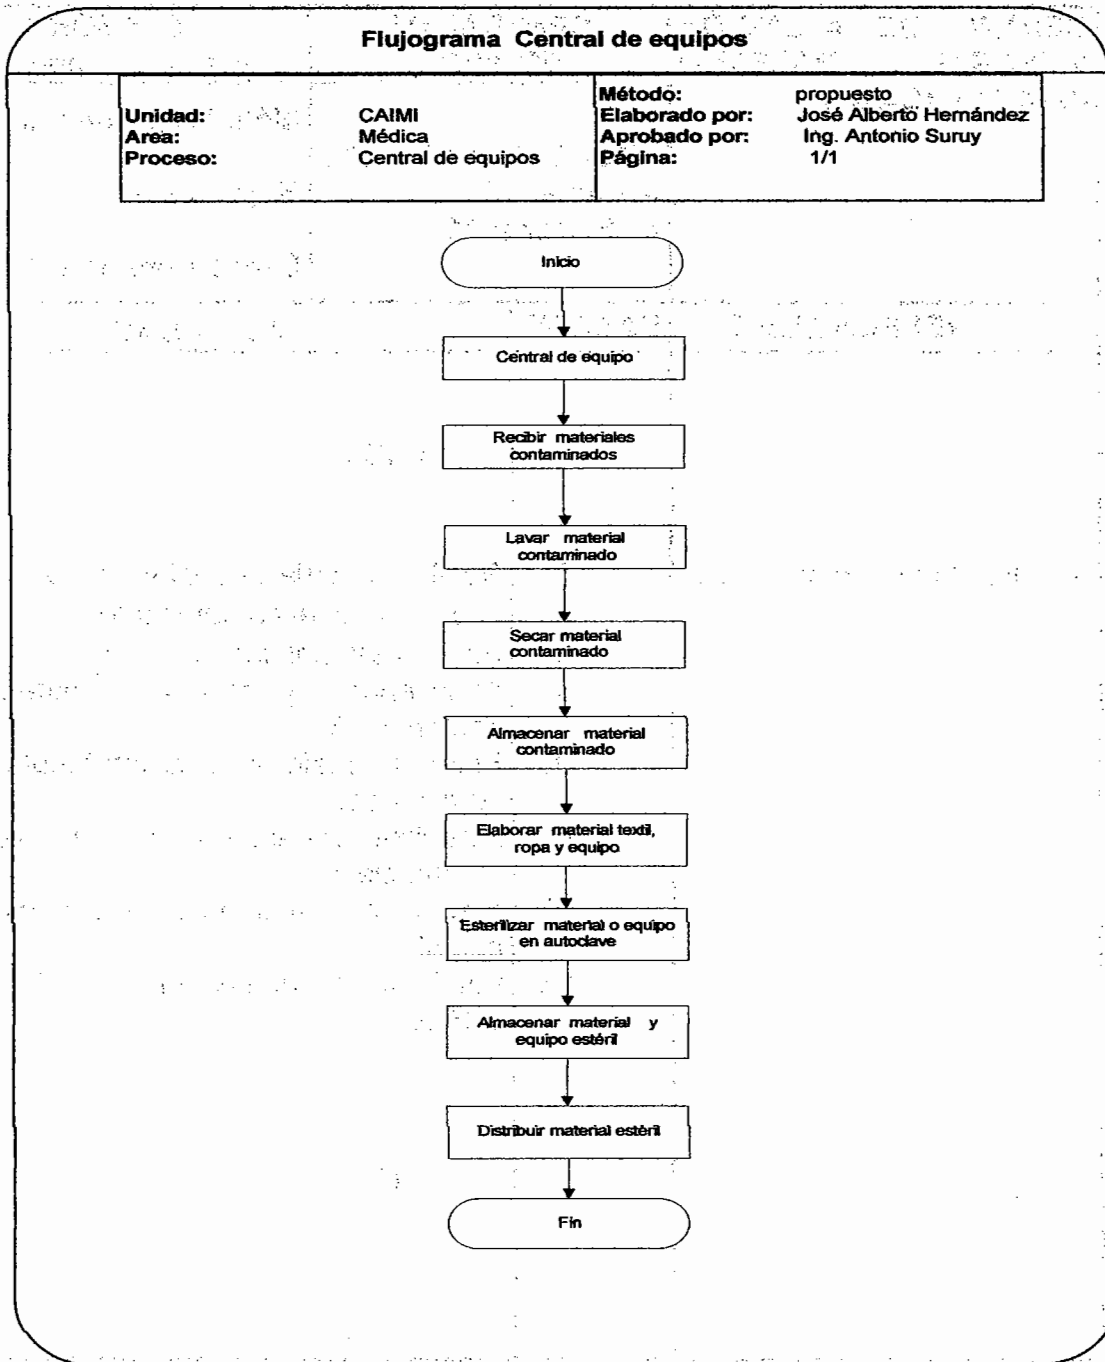 Flujograma Central de equipos
Unidad: CAIMI
Area: Médica
Proceso: Central de equipos
Método: propuesto
Elaborado por: José Alberto Hernández
Aprobado por: Ing. Antonio Suruy
Página: 1/1
Inicio
Central de equipo
Recibir materiales
contaminados
Lavar material
contaminado
Secar material
contaminado
Almacenar material
contaminado
Elaborar material textil,
ropa y equipo
Esterilizar material o equipo
en autoclave
Almacenar material y
equipo estéril
Distribuir material estéril
Fin